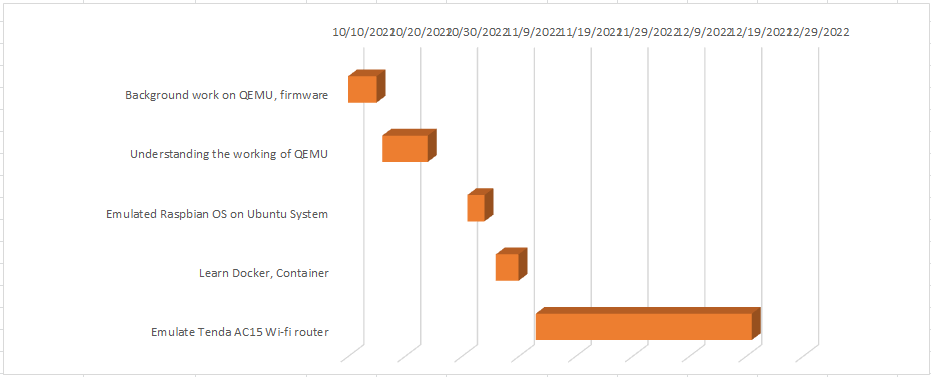 10/10/2022 10/20/2022 10/30/2022 11/9/2022 11/19/2022 11/29/2022 12/9/2022 12/19/2022 12/29/2022
Background work on QEMU, firmware
Understanding the working of QEMU
Emulated Raspbian OS on Ubuntu System
Learn Docker, Container
Emulate Tenda AC15 Wi-fi router